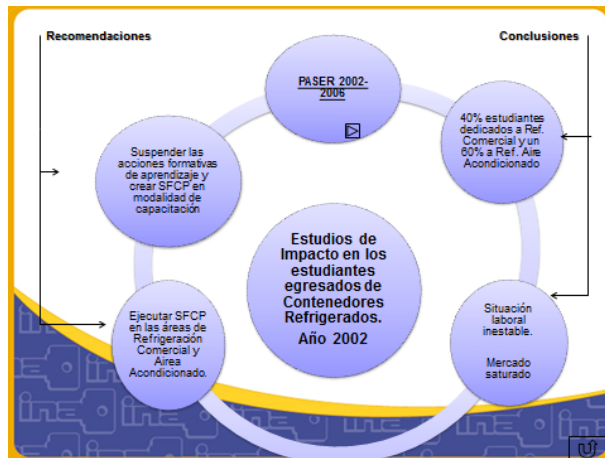 Recomendaciones
Conclusiones
PASER 2002-
2006
40% estudiantes
dedicados a Ref.
Comercial y un
60% a Ref. Aire
Acondicionado
Suspender las
acciones formativas
de aprendizaje y
crear SFCP en
modalidad de
capacitación
Estudios de
Impacto en los
estudiantes
egresados de
Contenedores
Refrigerados.
Año 2002
Situación
laboral
inestable.
Mercado
saturado
Ejecutar SFCP
en las áreas de
Refrigeración
Comercial y
Airea
Acondicionado.